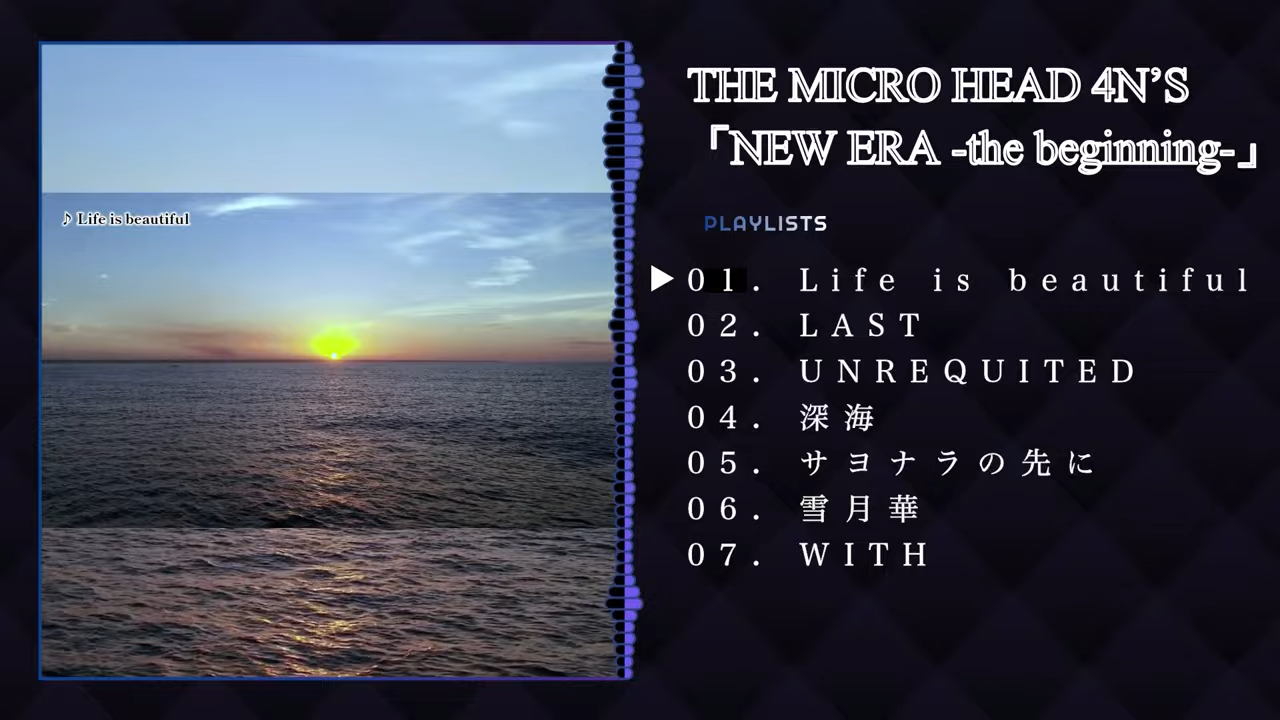 THE MICRO HEAD 4N'S
「NEW ERA -the beginning-」
♪ Life is beautiful
PLAYLISTS
▶01. Life is beautiful
02. LAST
03. UNREQUITED
04. 深海
05. サヨナラの先に
06. 雪月華
07. WITH